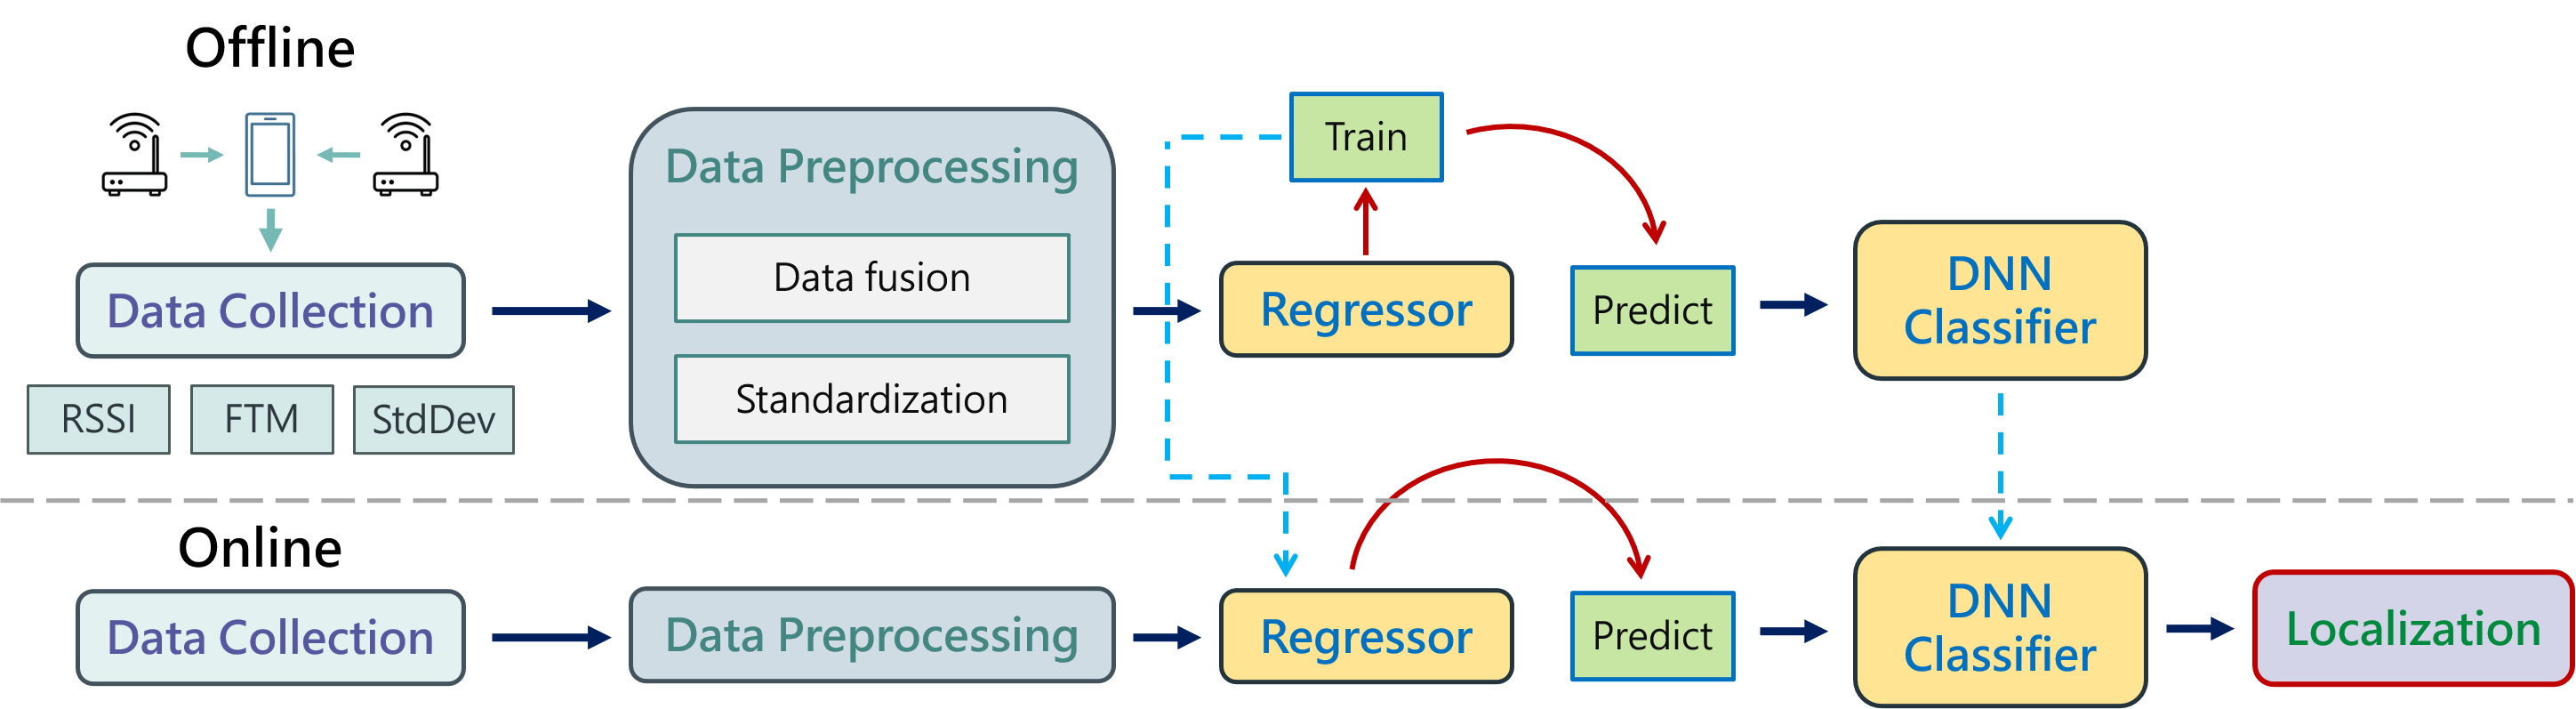 Offline
Data Collection
RSSI
FTM
StdDev
Data Preprocessing
Data fusion
Standardization
Train
Regressor
Predict
DNN
Classifier
Online
Data Collection
Data Preprocessing
Regressor
Predict
DNN
Classifier
Localization